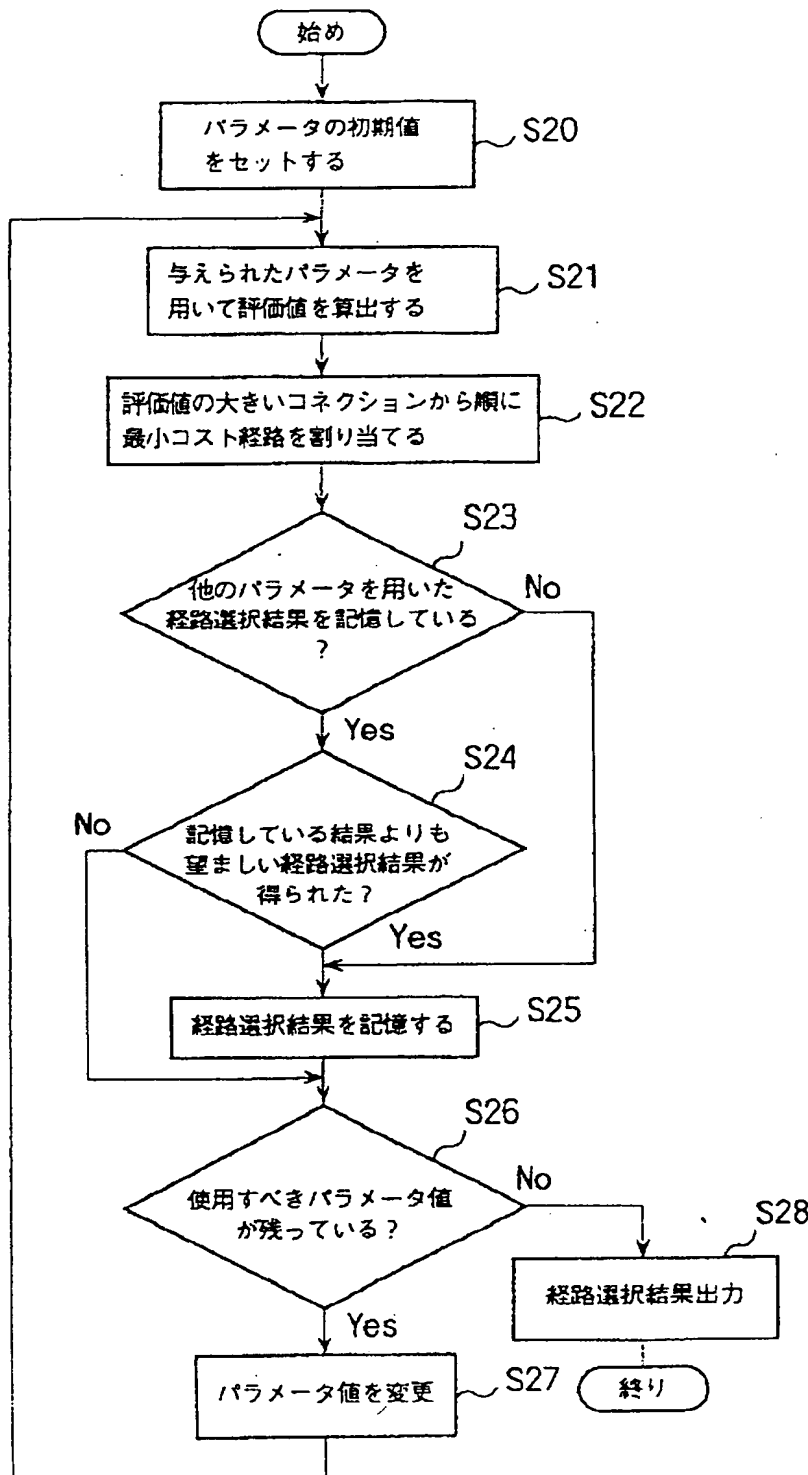 始め
パラメータの初期値
をセットする
S20
与えられたパラメータを
用いて評価値を算出する
S21
評価値の大きいコネクションから順に
最小コスト経路を割り当てる
S22
S23
他のパラメータを用いた
経路選択結果を記憶している
?
No
Yes
S24
No
記憶している結果よりも
望ましい経路選択結果が
得られた?
Yes
経路選択結果を記憶する
S25
S26
使用すべきパラメータ値
が残っている?
No
S28
経路選択結果出力
Yes
パラメータ値を変更
S27
終り